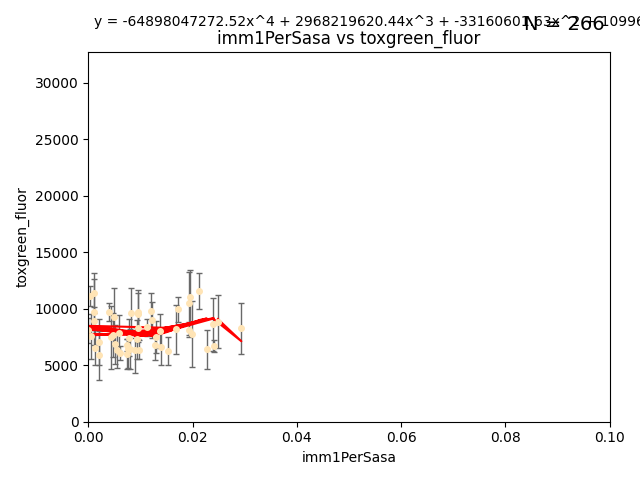 y = -64898047272.52x^4 + 2968219620.44x^3 + -33160601.63x^2 + 10996
N = 266
imm1PerSasa vs toxgreen_fluor
30000
25000
20000
15000
10000
5000
0
toxgreen_fluor
0.00 0.02 0.04 0.06 0.08 0.10
imm1PerSasa